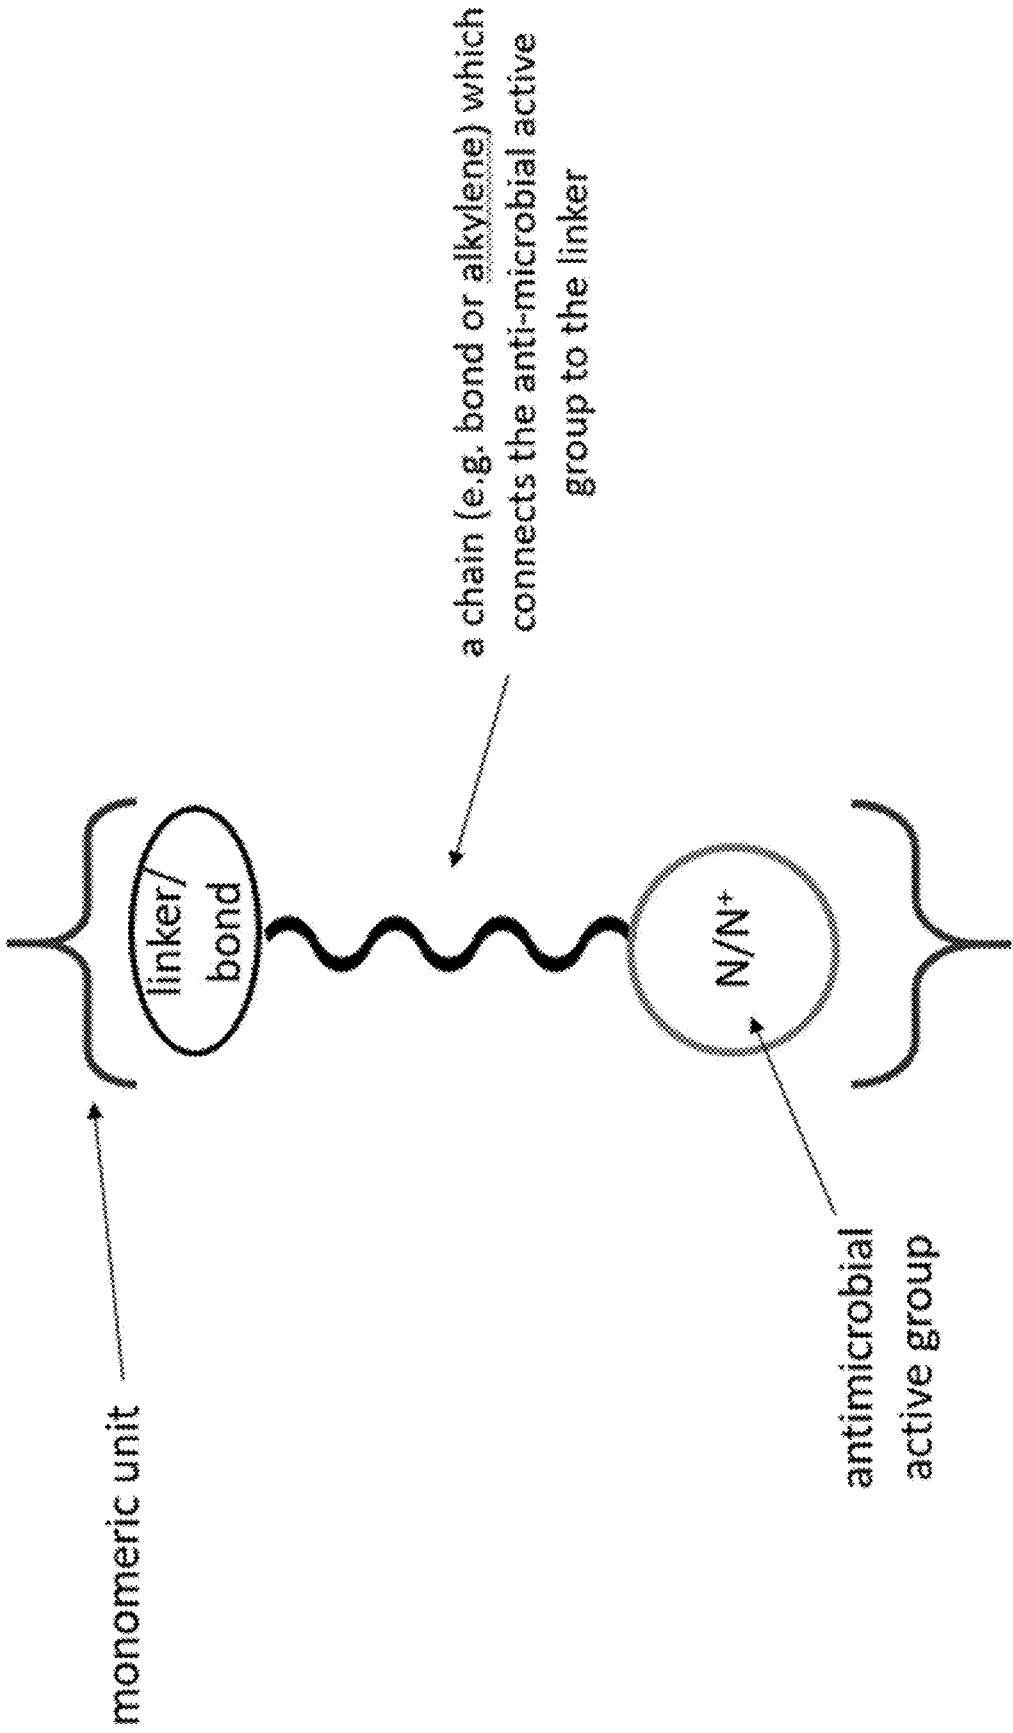 monomeric unit
linker/
bond
a chain (e.g. bond or alkylene) which
connects the anti-microbial active
group to the linker
N/N⁺
antimicrobial
active group